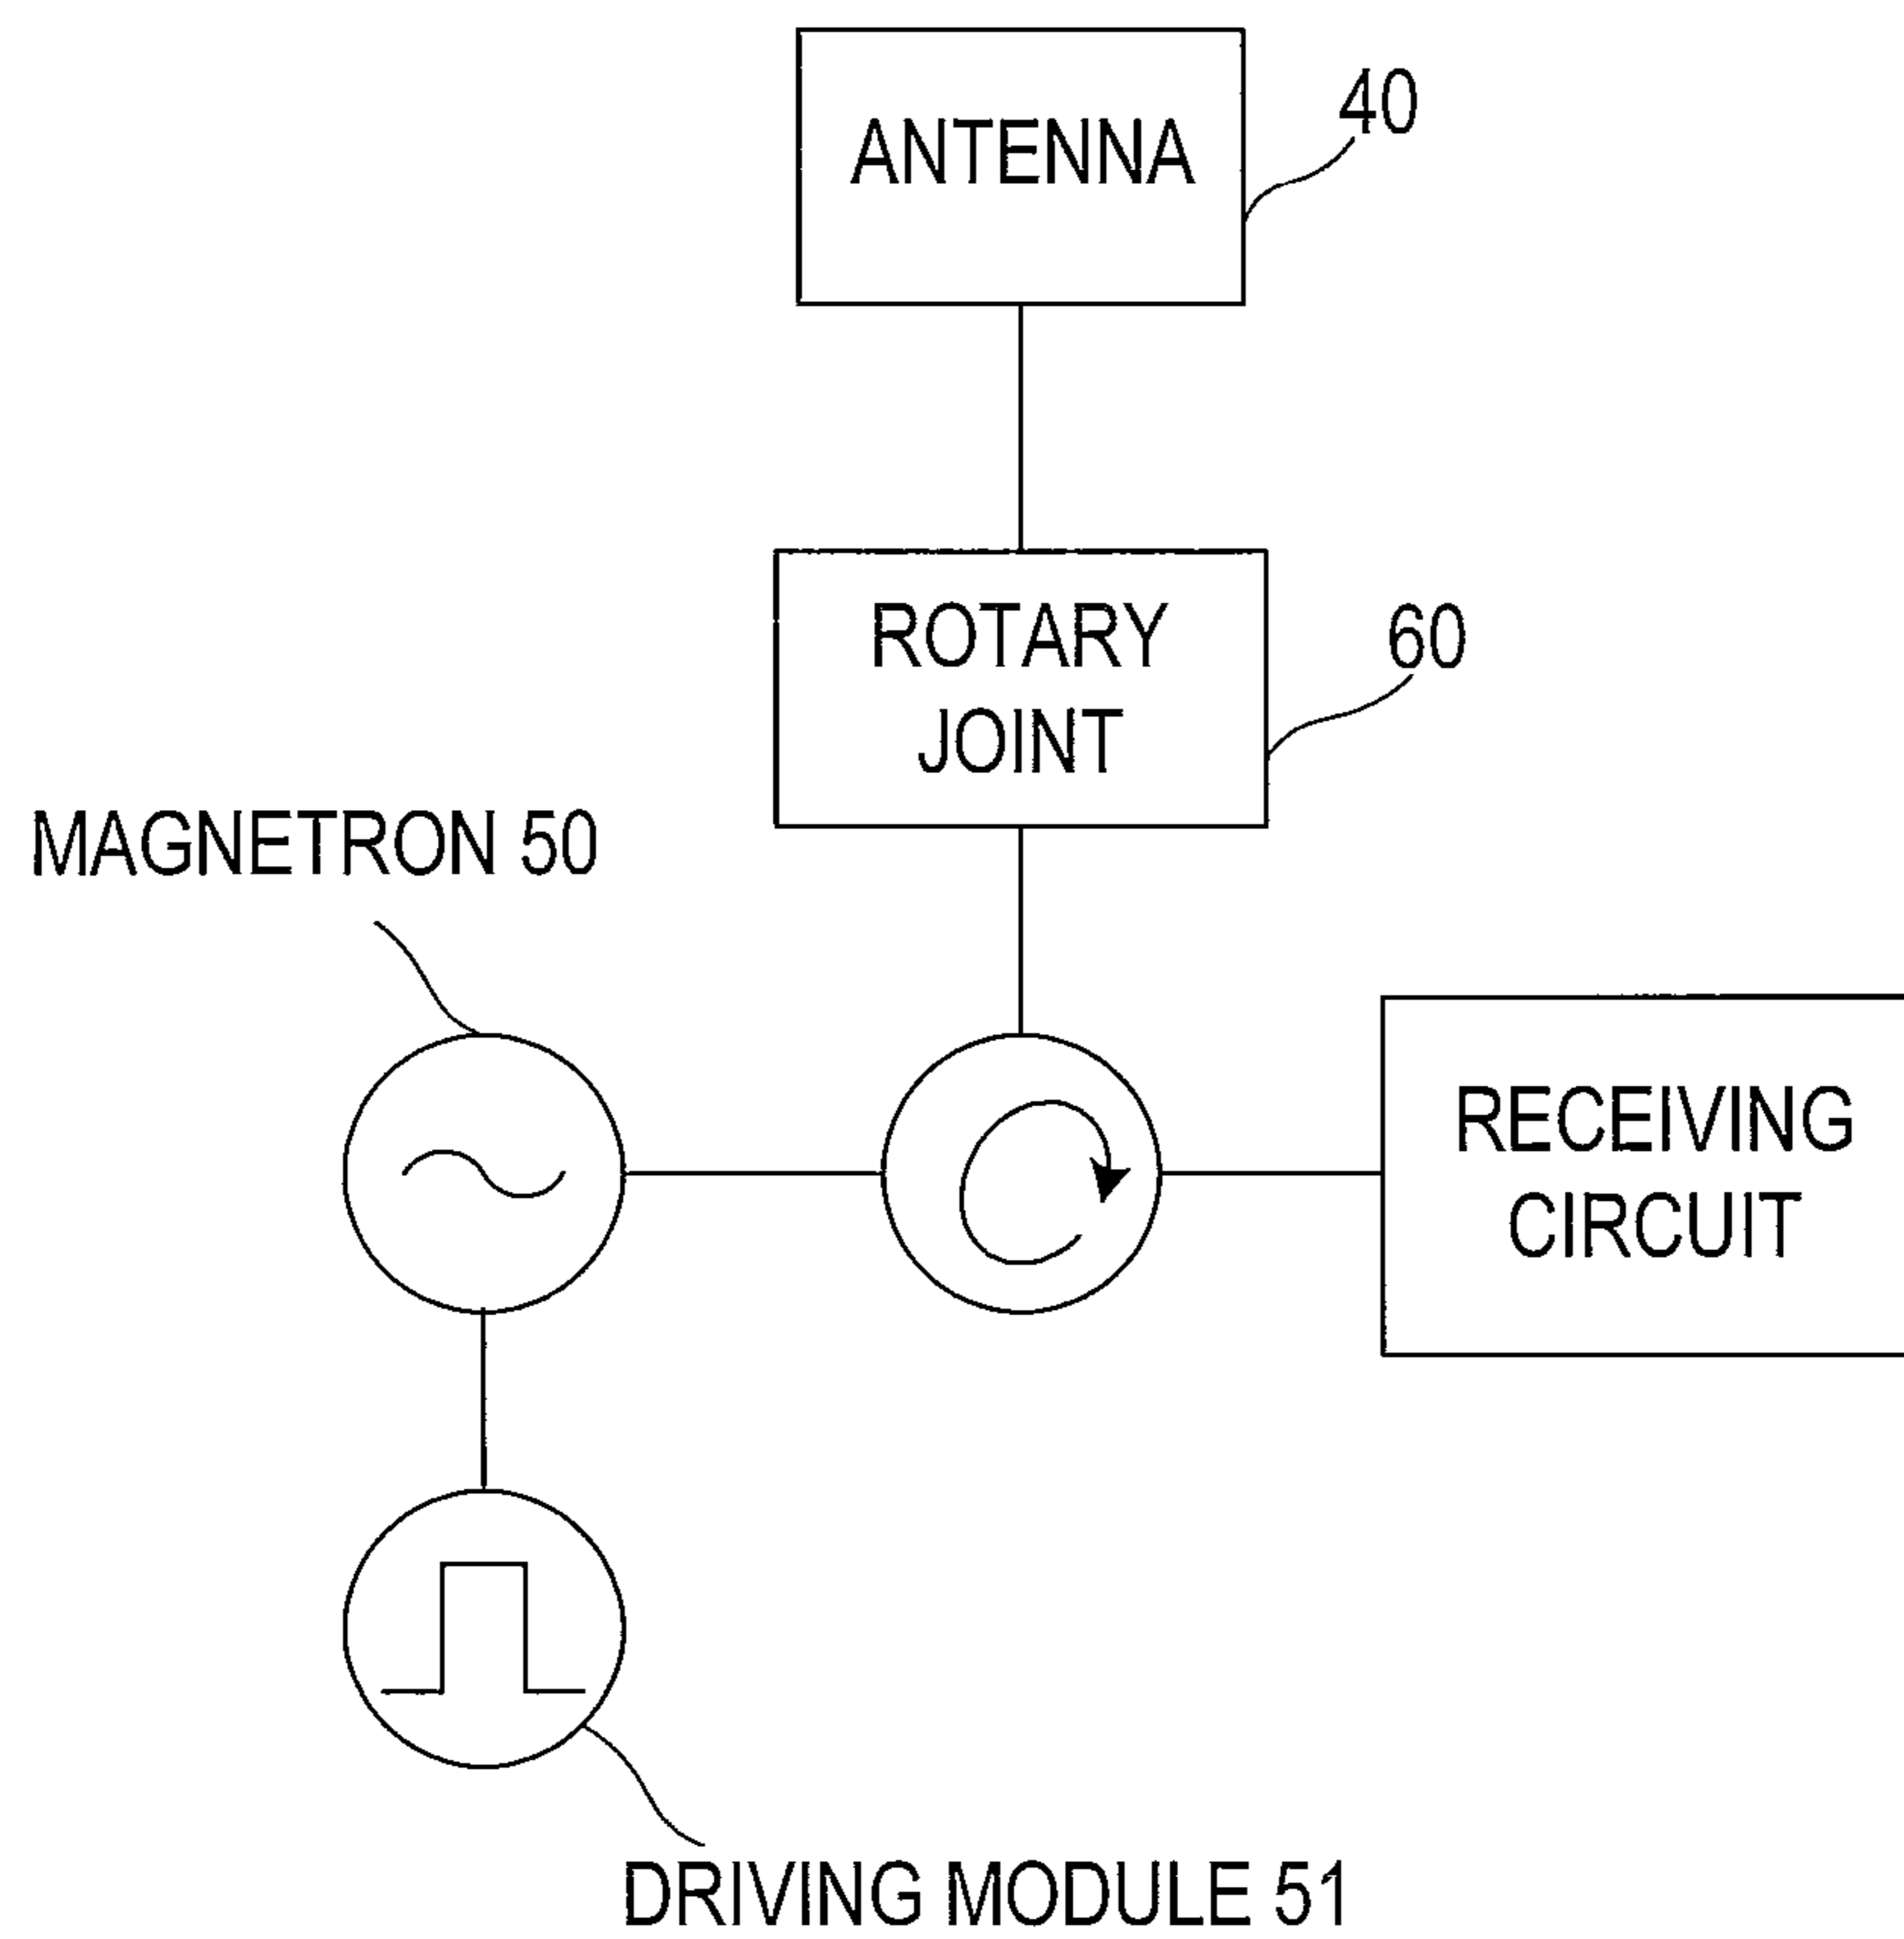 ANTENNA
40
ROTARY
JOINT
60
MAGNETRON 50
RECEIVING
CIRCUIT
DRIVING MODULE 51